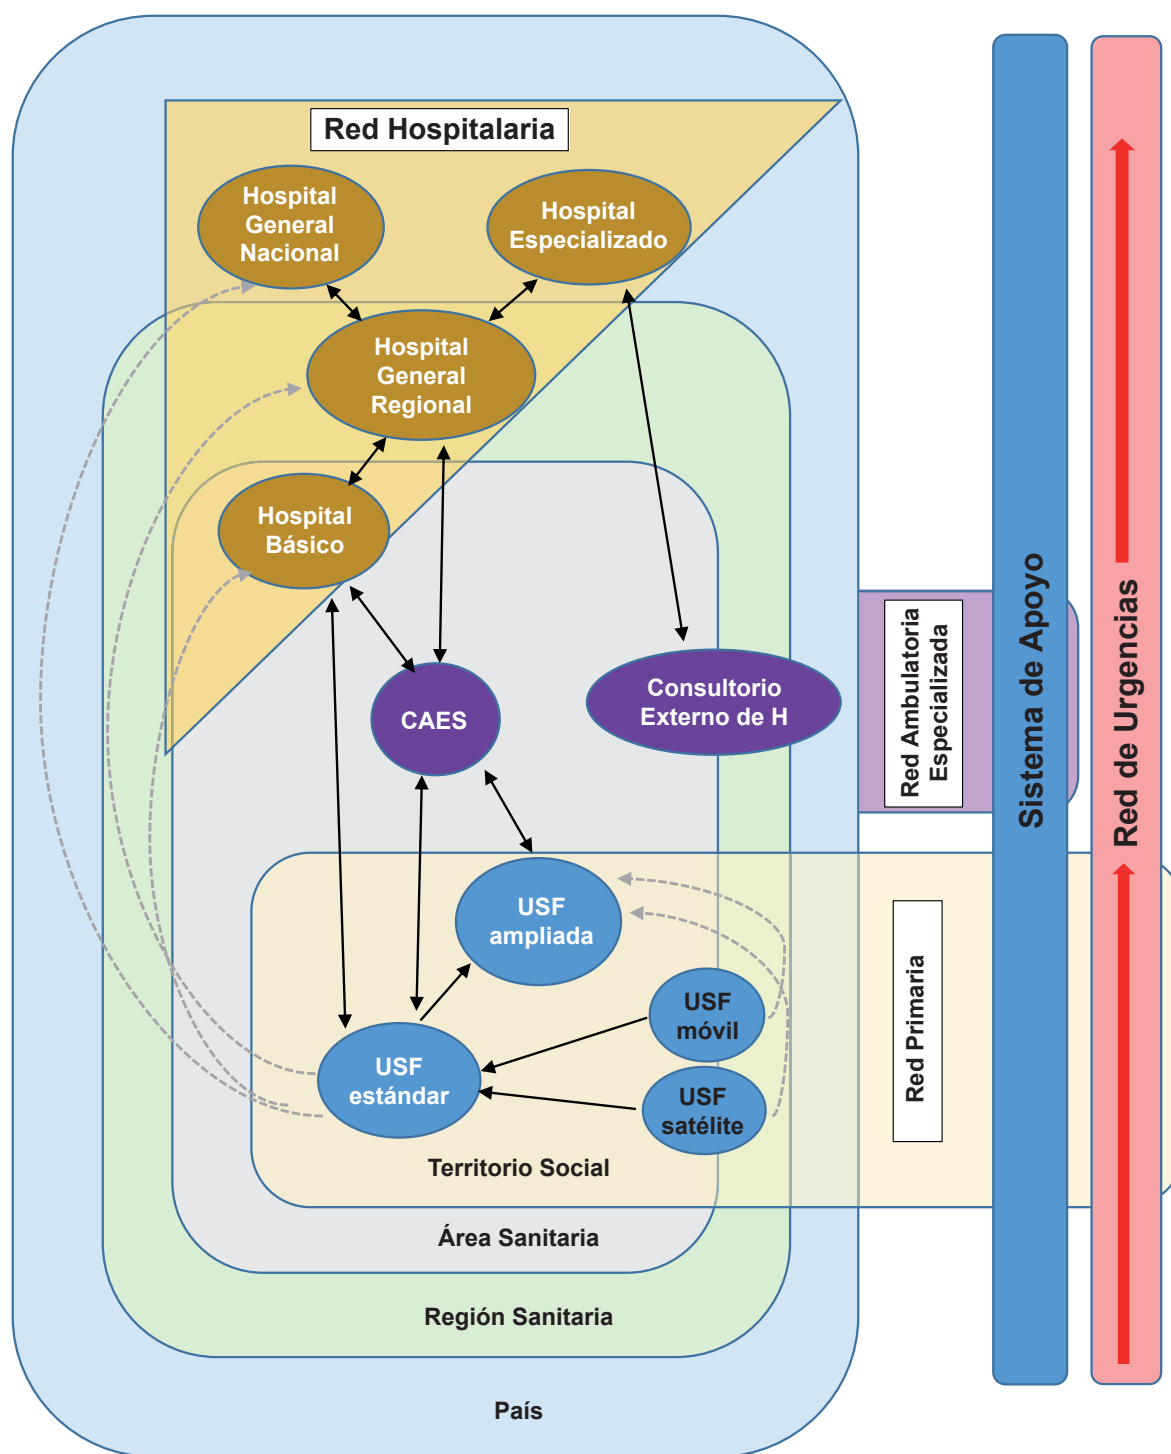 Red Hospitalaria
Hospital
General
Nacional
Hospital
Especializado
Hospital
General
Regional
Hospital
Básico
CAES
Consultorio
Externo de H
USF
ampliada
USF
móvil
USF
estándar
USF
satélite
Territorio Social
Área Sanitaria
Región Sanitaria
País
Red Ambulatoria
Especializada
Red Primaria
Sistema de Apoyo
Red de Urgencias